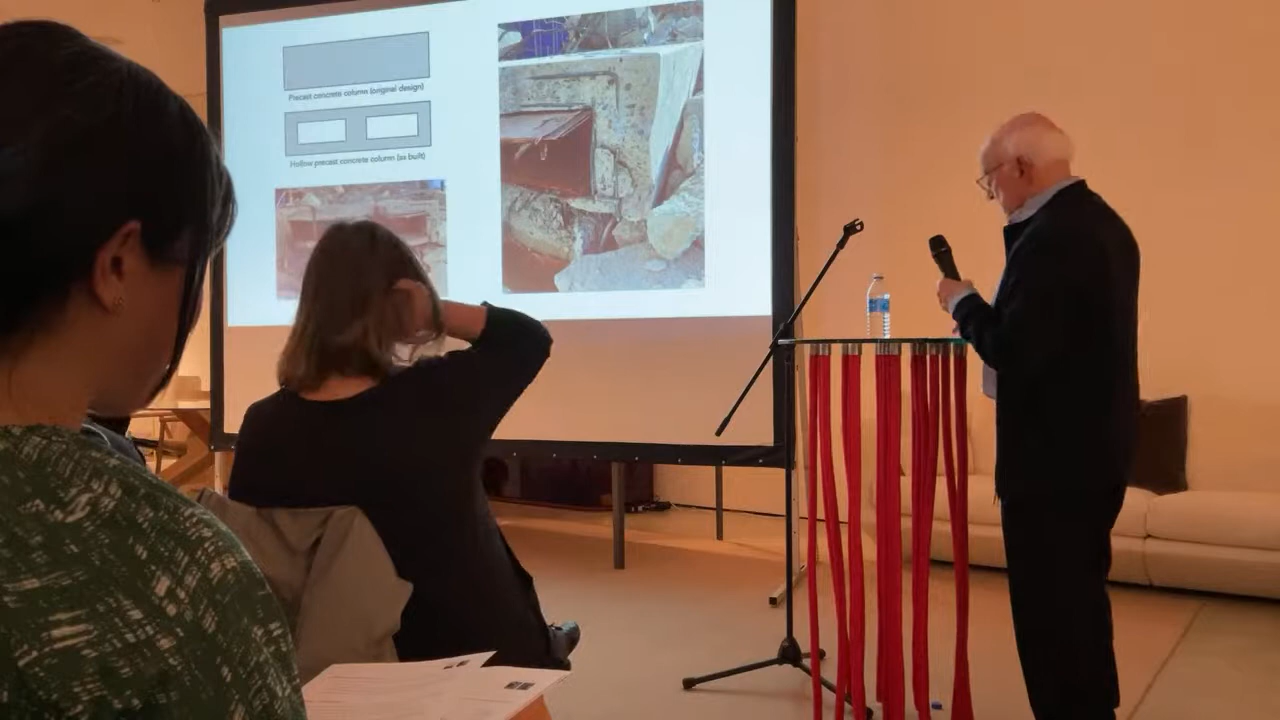 Precast concrete column (original design)
Hollow precast concrete column (as built)